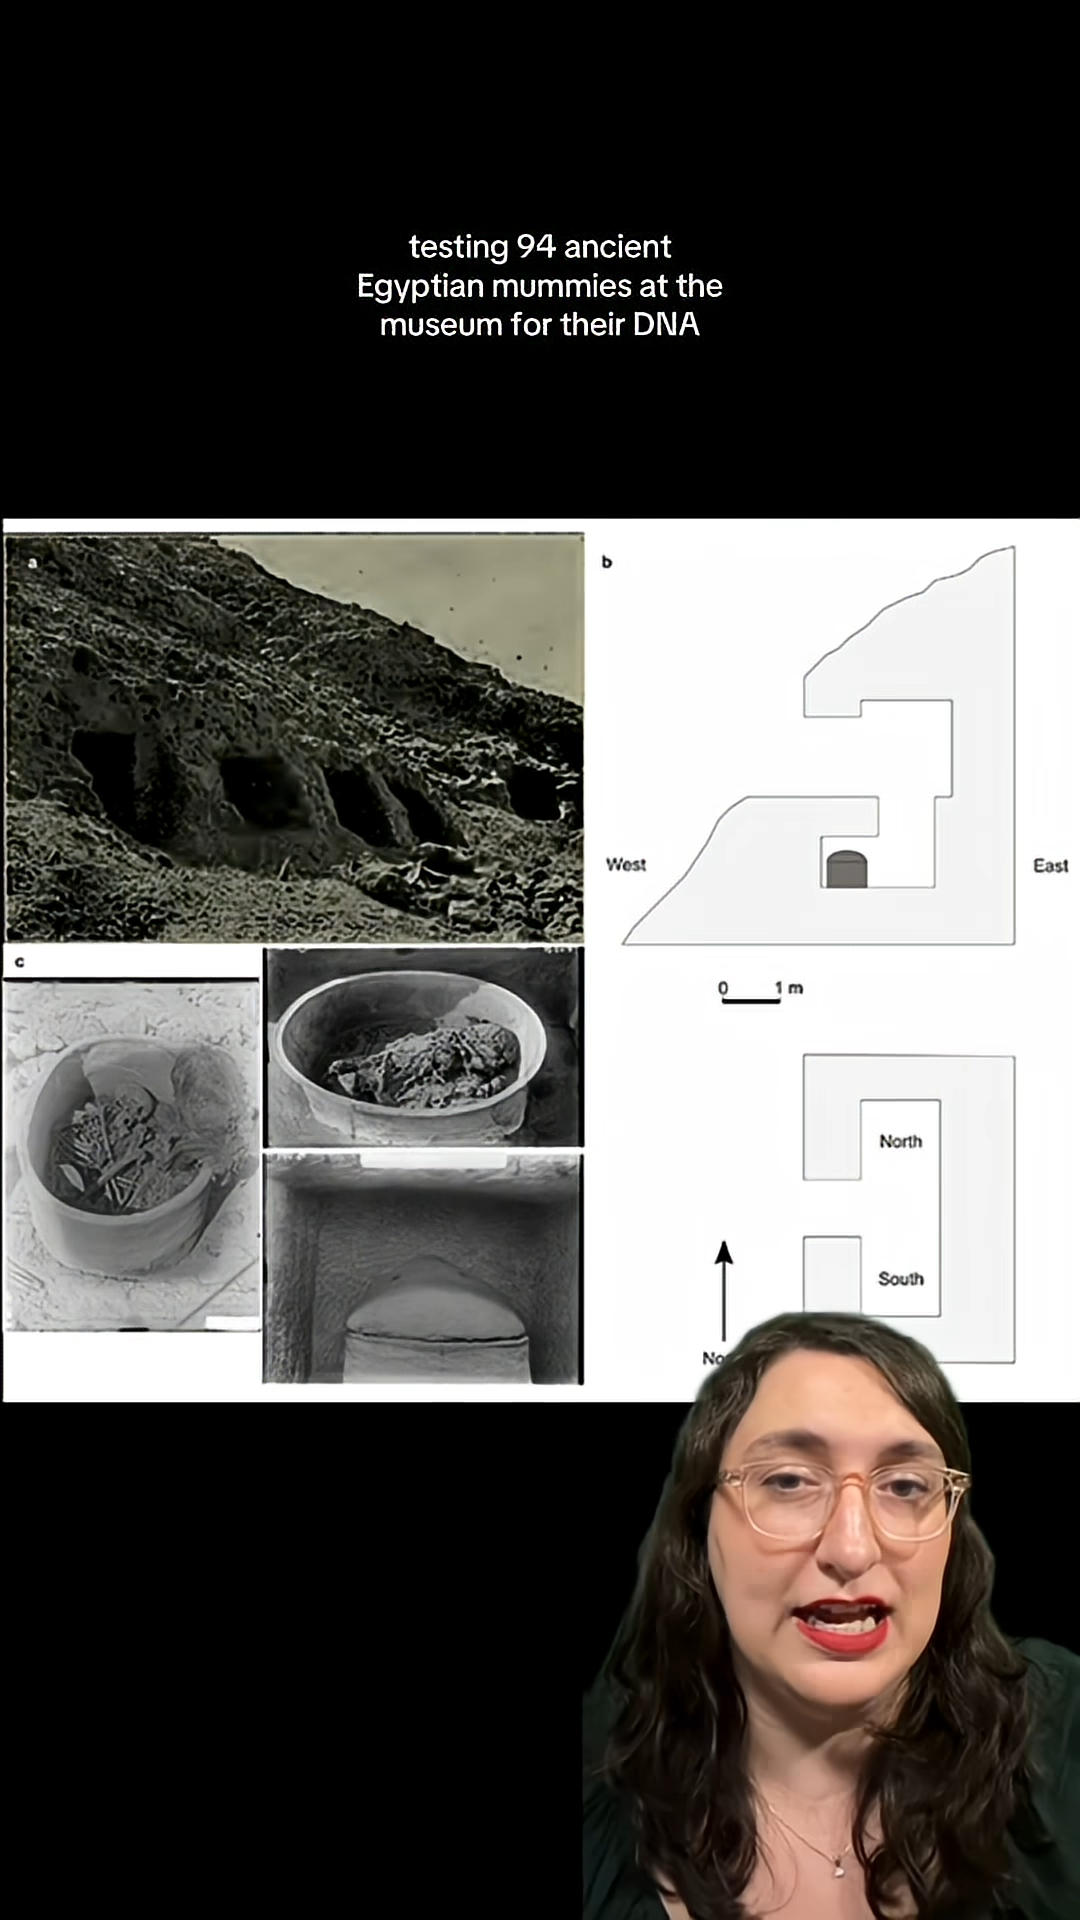 testing 94 ancient
Egyptian mummies at the
museum for their DNA
a
b
West
East
c
0 1 m
North
South